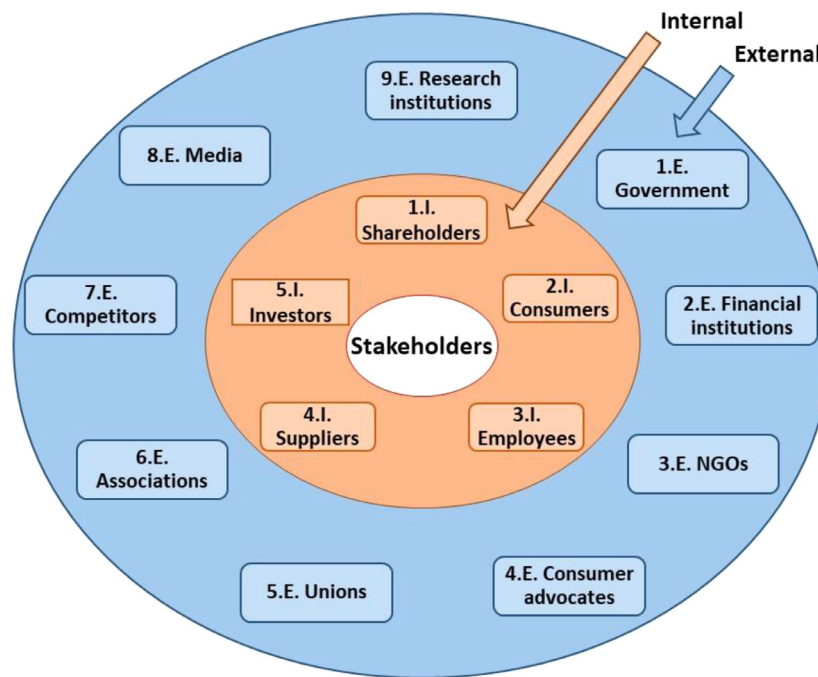 Internal
External
9.E. Research
institutions
8.E. Media
1.E.
Government
1.I.
Shareholders
7.E.
Competitors
5.I.
Investors
2.I.
Consumers
2.E. Financial
institutions
Stakeholders
4.I.
Suppliers
3.I.
Employees
6.E.
Associations
3.E. NGOs
5.E. Unions
4.E. Consumer
advocates